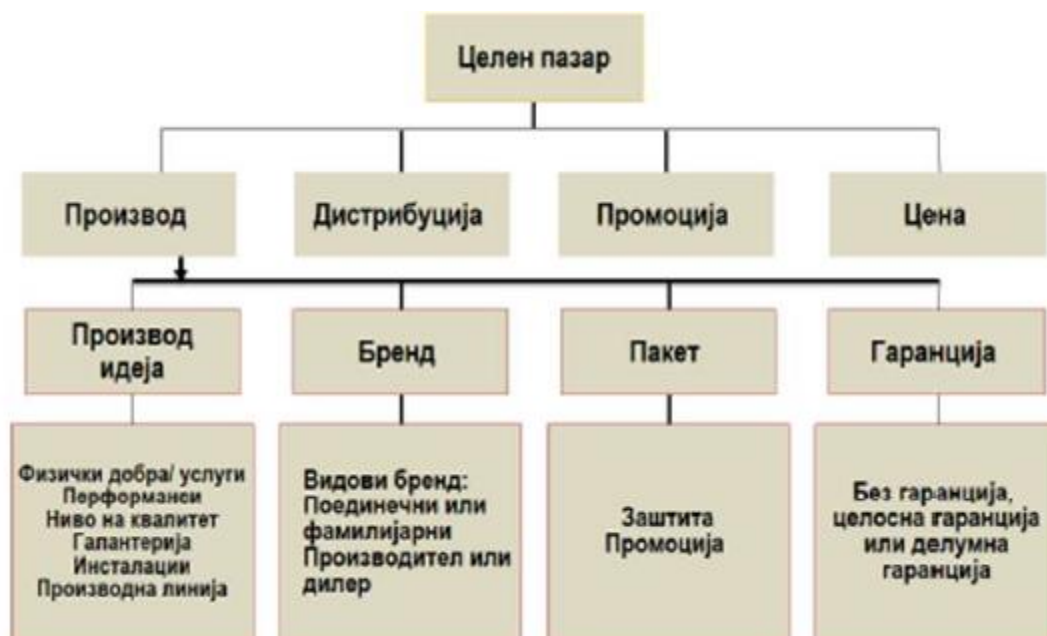 Целен пазар
Производ
Дистрибуција
Промоција
Цена
Производ
идеја
Бренд
Пакет
Гаранција
Физички добра/ услуги
Перформанси
Ниво на квалитет
Галантерија
Инсталации
Производна линија
Видови бренд:
Поединечни или
фамилијарни
Производител или
дилер
Заштита
Промоција
Без гаранција,
целосна гаранција
или делумна
гаранција